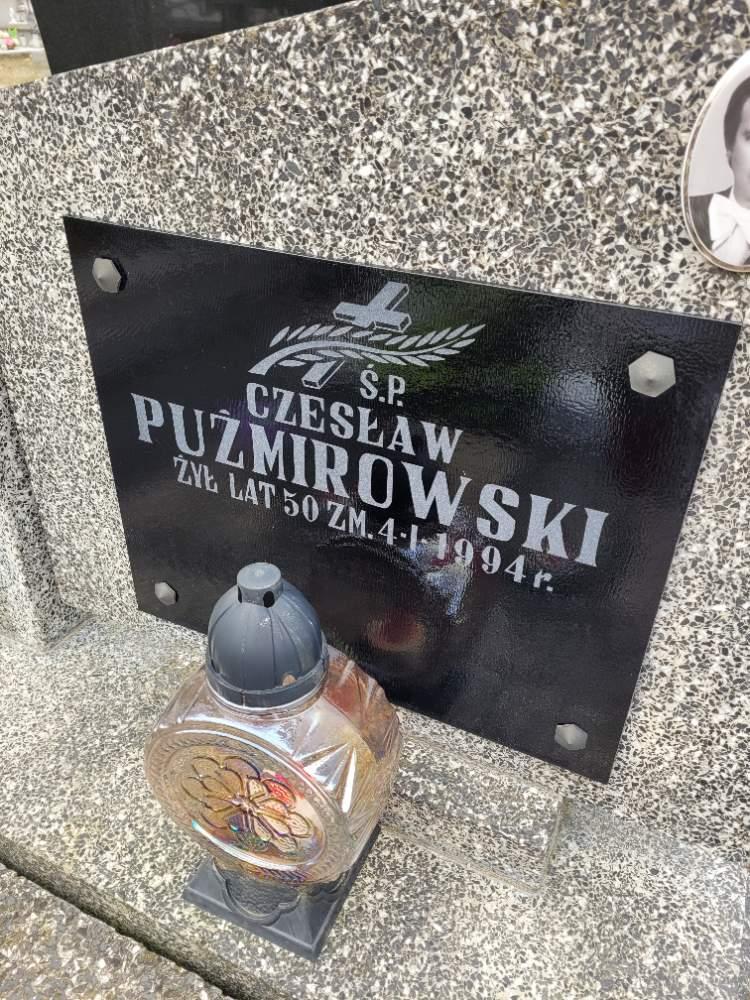 Ś.P.
CZESŁAW
PUŹMIROWSKI
ŻYŁ LAT 50 ZM. 4-I-1994 r.